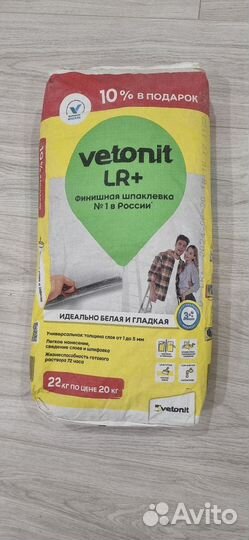 10% В ПОДАРОК
vetonit
LR+
Финишная шпаклевка
№1 в России
ИДЕАЛЬНО БЕЛАЯ И ГЛАДКАЯ
Универсальная: толщина слоя от 1 до 5 мм
Легкое нанесение,
сведение слоев и шлифовка
Жизнеспособность готового
раствора 72 часа
22 КГ ПО ЦЕНЕ 20 КГ
vetonit
Avito